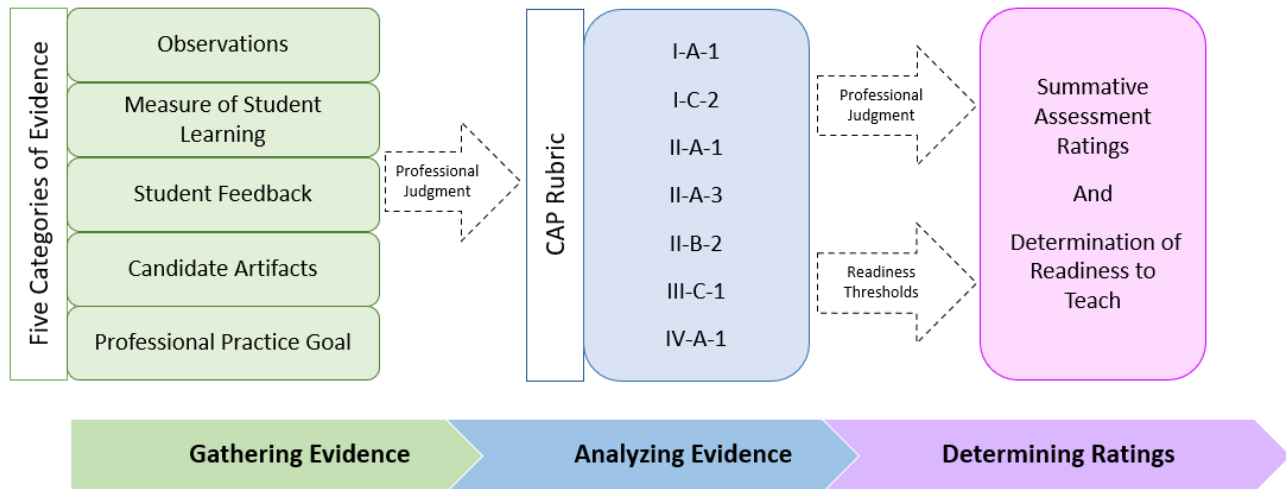 Five Categories of Evidence
Observations
Measure of Student
Learning
Student Feedback
Candidate Artifacts
Professional Practice Goal
Professional
Judgment
CAP Rubric
I-A-1
I-C-2
II-A-1
II-A-3
II-B-2
III-C-1
IV-A-1
Professional
Judgment
Readiness
Thresholds
Summative
Assessment
Ratings
And
Determination of
Readiness to
Teach
Gathering Evidence
Analyzing Evidence
Determining Ratings